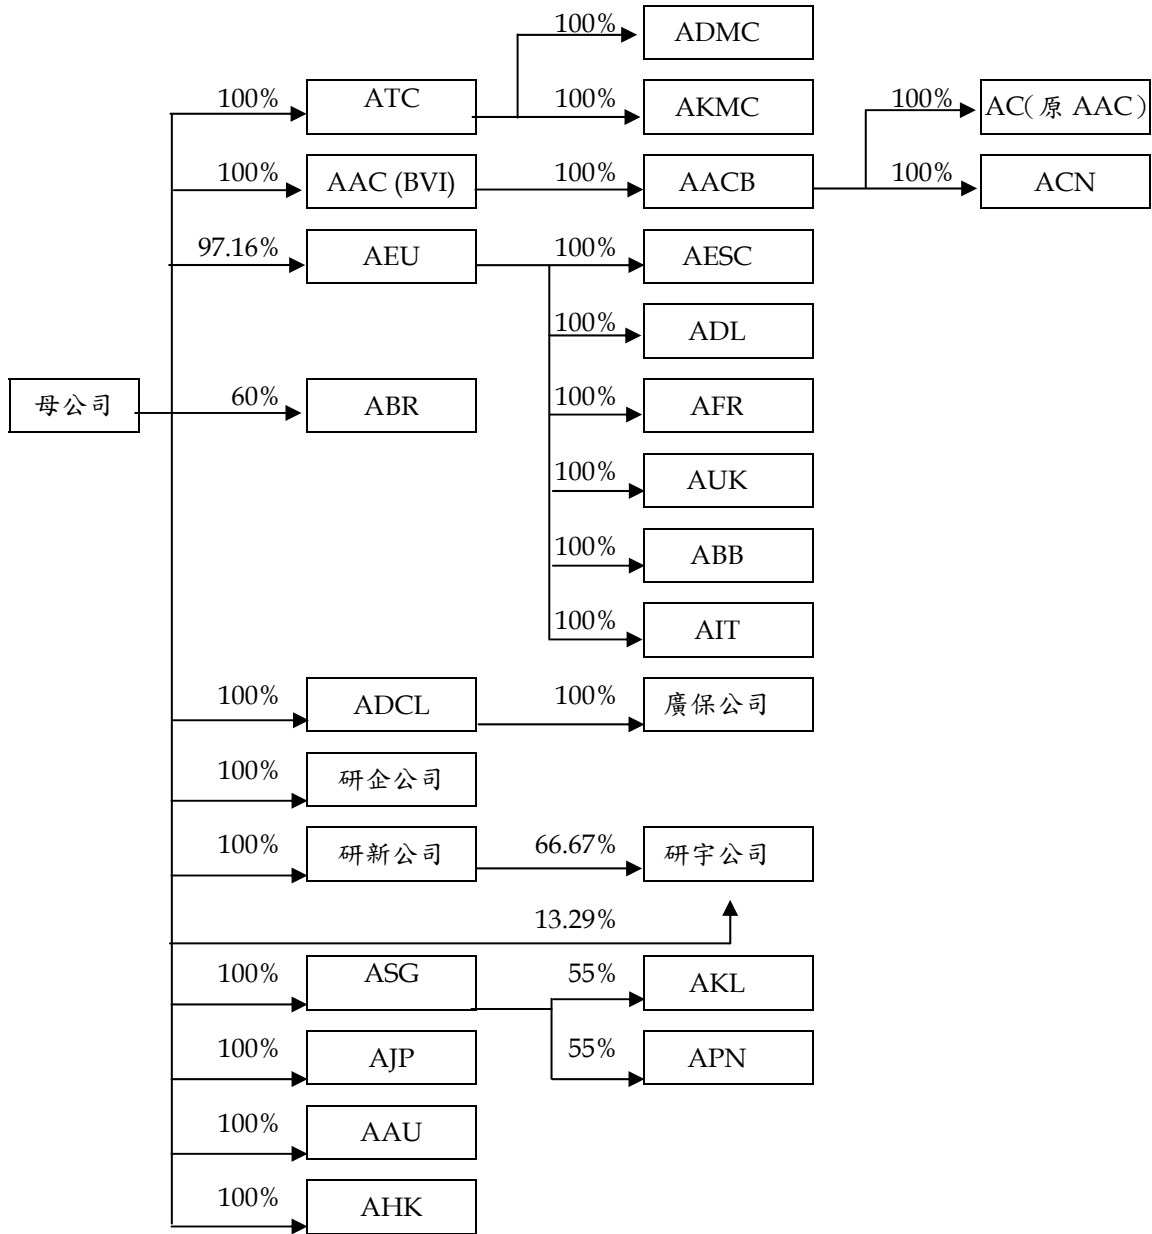 100% ADMC
100% ATC 100% AKMC 100% AC(原 AAC)
100% AAC (BVI) 100% AACB 100% ACN
97.16% AEU 100% AESC
100% ADL
母公司 60% ABR 100% AFR
100% AUK
100% ABB
100% AIT
100% ADCL 100% 廣保公司
100% 研企公司
100% 研新公司 66.67% 研宇公司
13.29%
100% ASG 55% AKL
100% AJP 55% APN
100% AAU
100% AHK